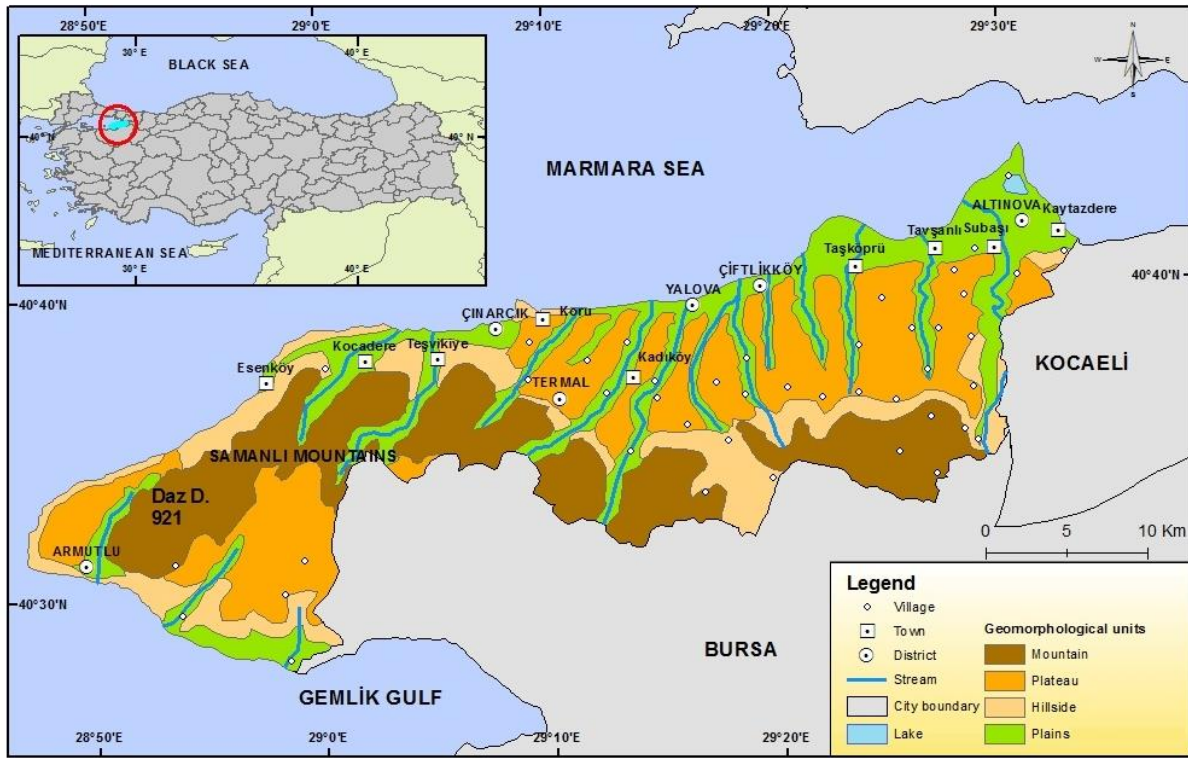 28°50'E 29°0'E 29°10'E 29°20'E 29°30'E
30° E 40° E
BLACK SEA
40° N 40° N
MEDITERRANEAN SEA
30° E 40° E
N
W E
S
MARMARA SEA
ALTINOVA
Kaytazdere
Tavşanlı
Subaşı
Taşköprü
ÇİFTLİKKÖY
40°40'N
YALOVA
40°40'N
ÇINARCIK
Koru
Kocadere
Teşvikiye
Kadıköy
KOCAELİ
Esenköy
TERMAL
SAMANLI MOUNTAINS
Daz D.
921
0 5 10 Km
ARMUTLU
40°30'N
40°30'N
BURSA
GEMLİK GULF
Legend
Village
Town
District
Stream
City boundary
Lake
Geomorphological units
Mountain
Plateau
Hillside
Plains
28°50'E 29°0'E 29°10'E 29°20'E